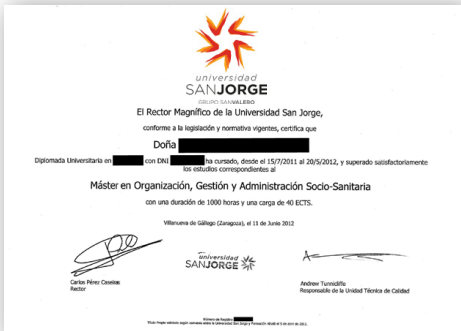 universidad
SANJORGE
GRUPO SANVALERO
El Rector Magnífico de la Universidad San Jorge,
conforme a la legislación y normativa vigentes, certifica que
Doña
Diplomada Universitaria en con DNI ha cursado, desde el 15/7/2011 al 20/5/2012, y superado satisfactoriamente
los estudios correspondientes al
Máster en Organización, Gestión y Administración Socio-Sanitaria
con una duración de 1000 horas y una carga de 40 ECTS.
Villanueva de Gállego (Zaragoza), el 11 de Junio 2012
universidad
SANJORGE
Carlos Pérez Caseiras
Rector
Andrew Tunnicliffe
Responsable de la Unidad Técnica de Calidad
Número de Registro